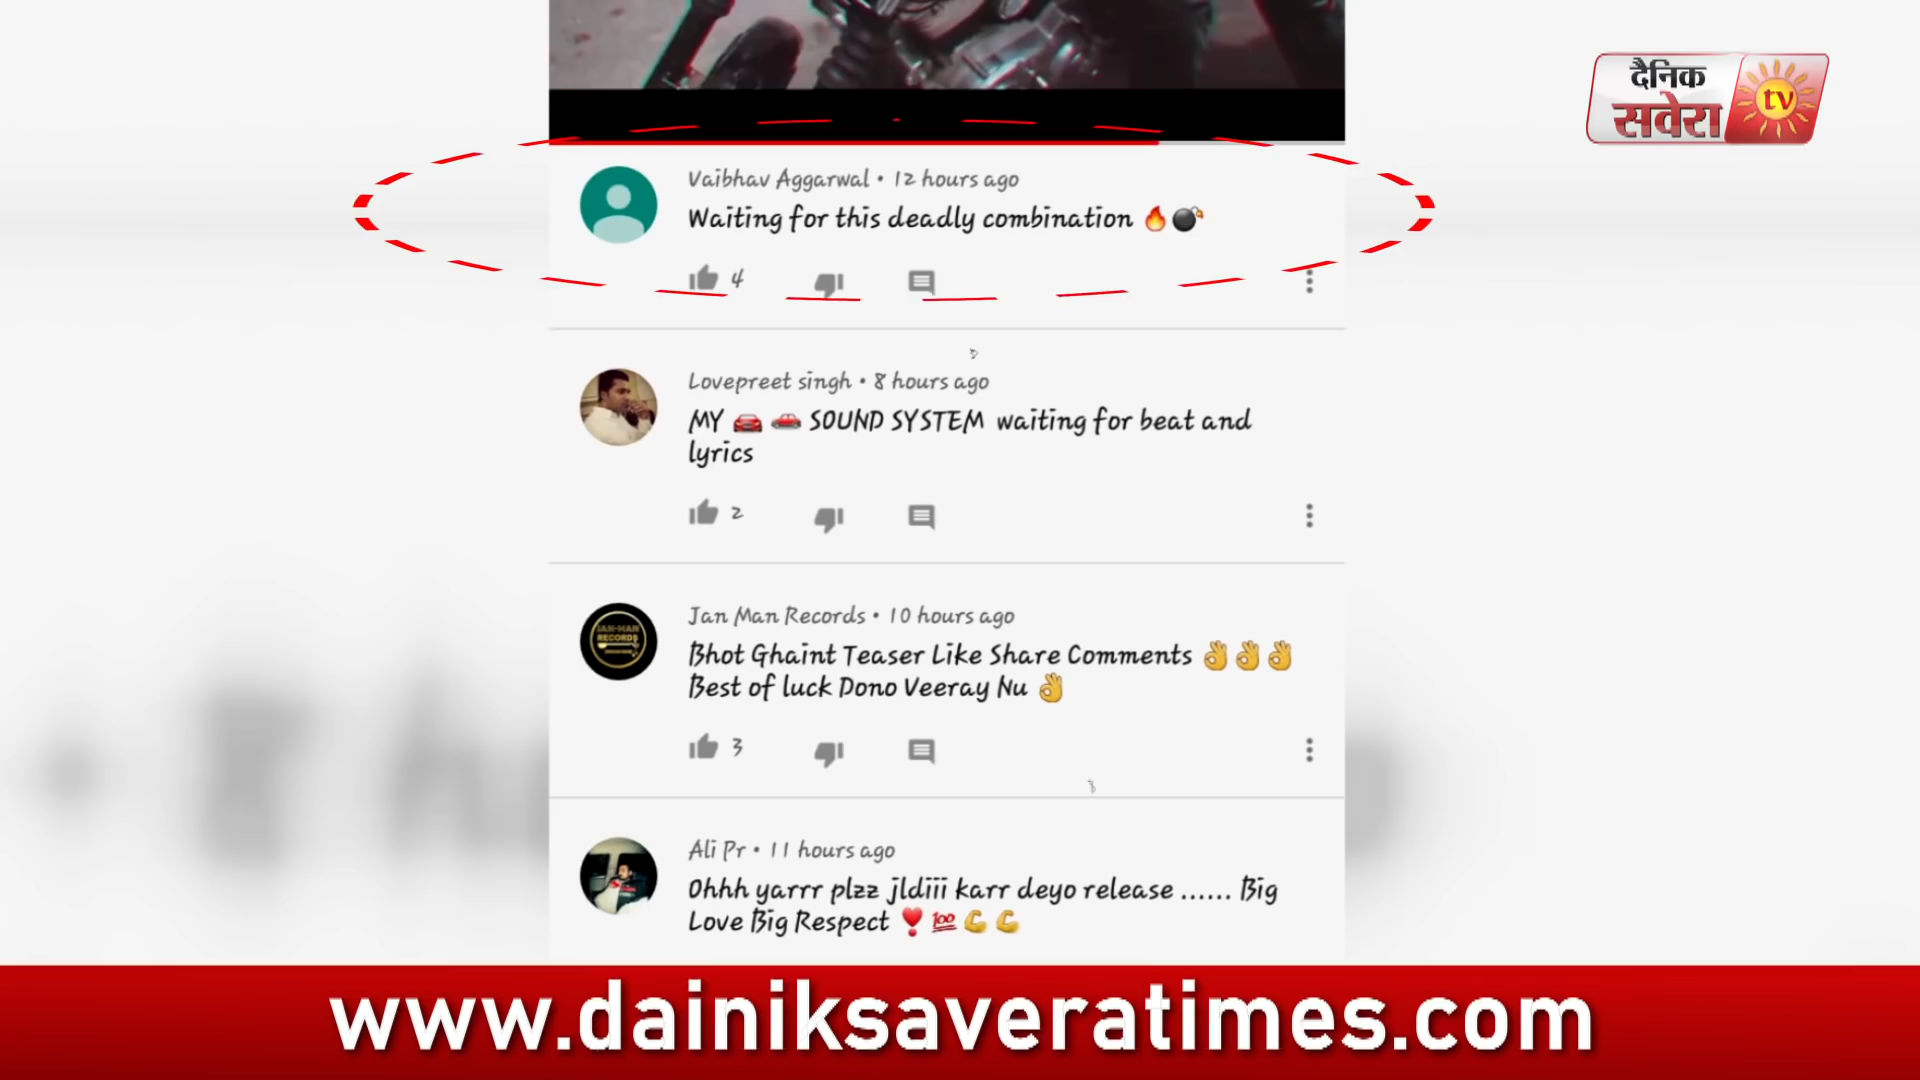 दैनिक
सवेरा
tv
Vaibhav Aggarwal • 12 hours ago
Waiting for this deadly combination 🔥💣
4
Lovepreet singh • 8 hours ago
MY 🚘 🚗 SOUND SYSTEM waiting for beat and
lyrics
2
JAN-MAN
RECORDS
Jan Man Records • 10 hours ago
Bhot Ghaint Teaser Like Share Comments 👌👌👌
Best of luck Dono Veeray Nu 👌
3
Ali Pr • 11 hours ago
Ohhh yarrr plzz jldiii karr deyo release ...... Big
Love Big Respect ❣️💯💪💪
www.dainiksaveratimes.com